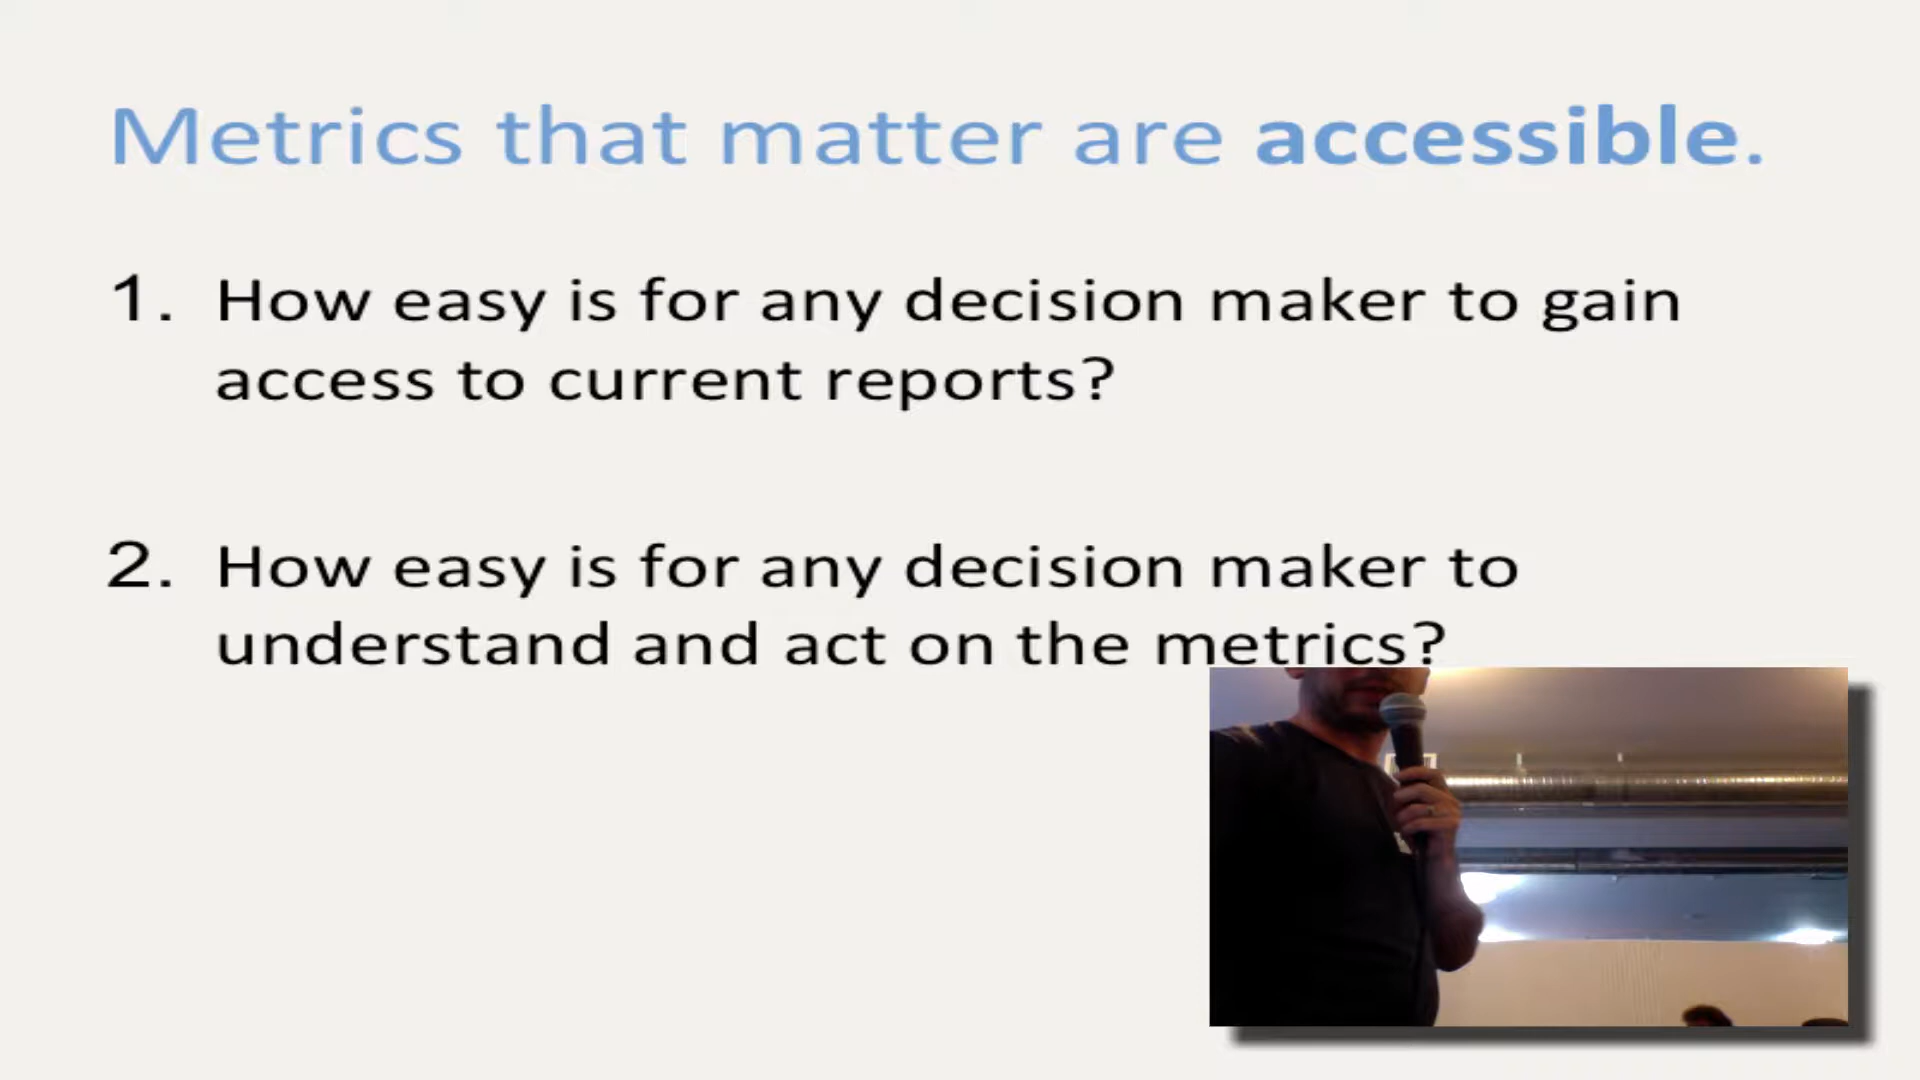 Metrics that matter are accessible.
1. How easy is for any decision maker to gain
access to current reports?
2. How easy is for any decision maker to
understand and act on the metrics?